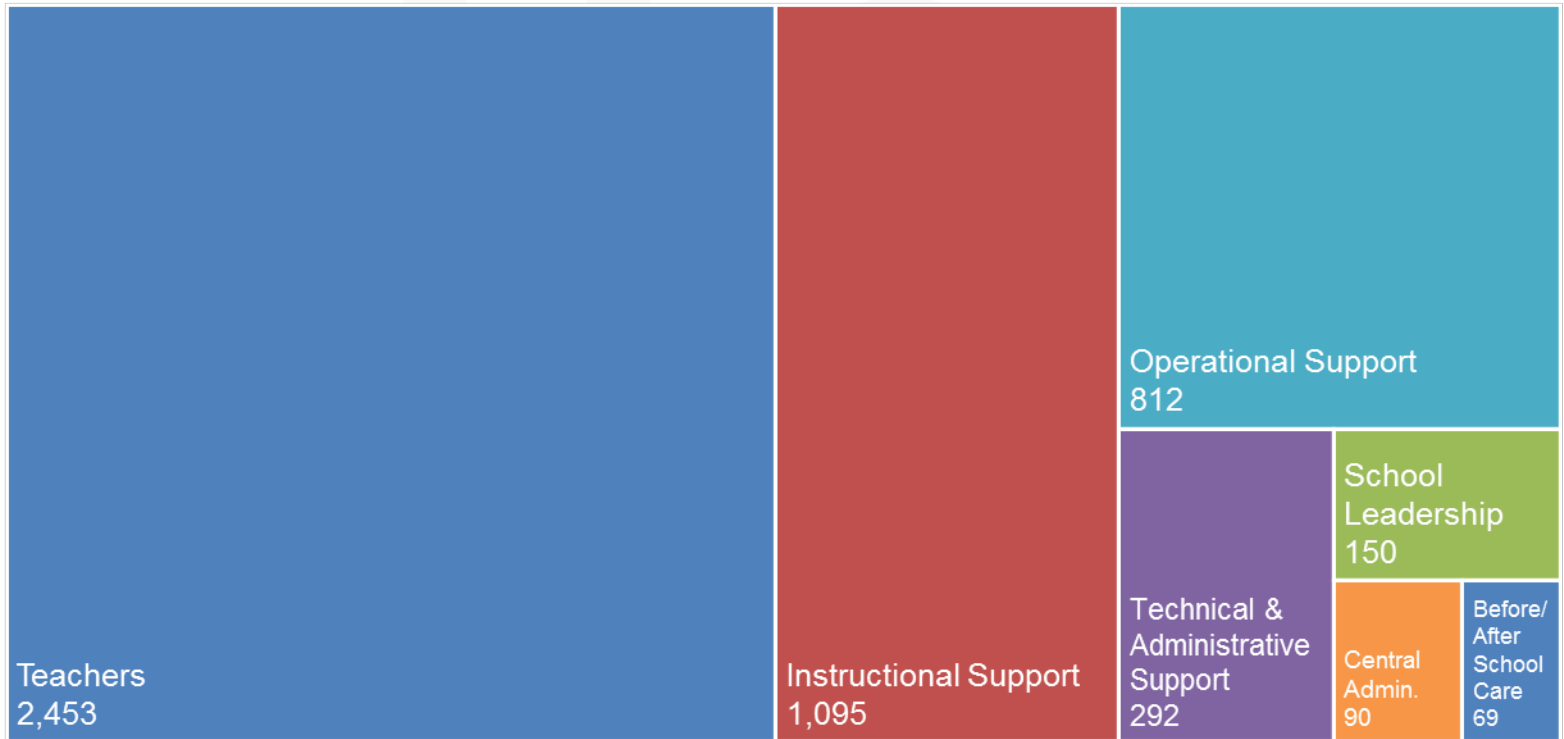 Teachers
2,453
Instructional Support
1,095
Operational Support
812
Technical &
Administrative
Support
292
School
Leadership
150
Central
Admin.
90
Before/
After
School
Care
69